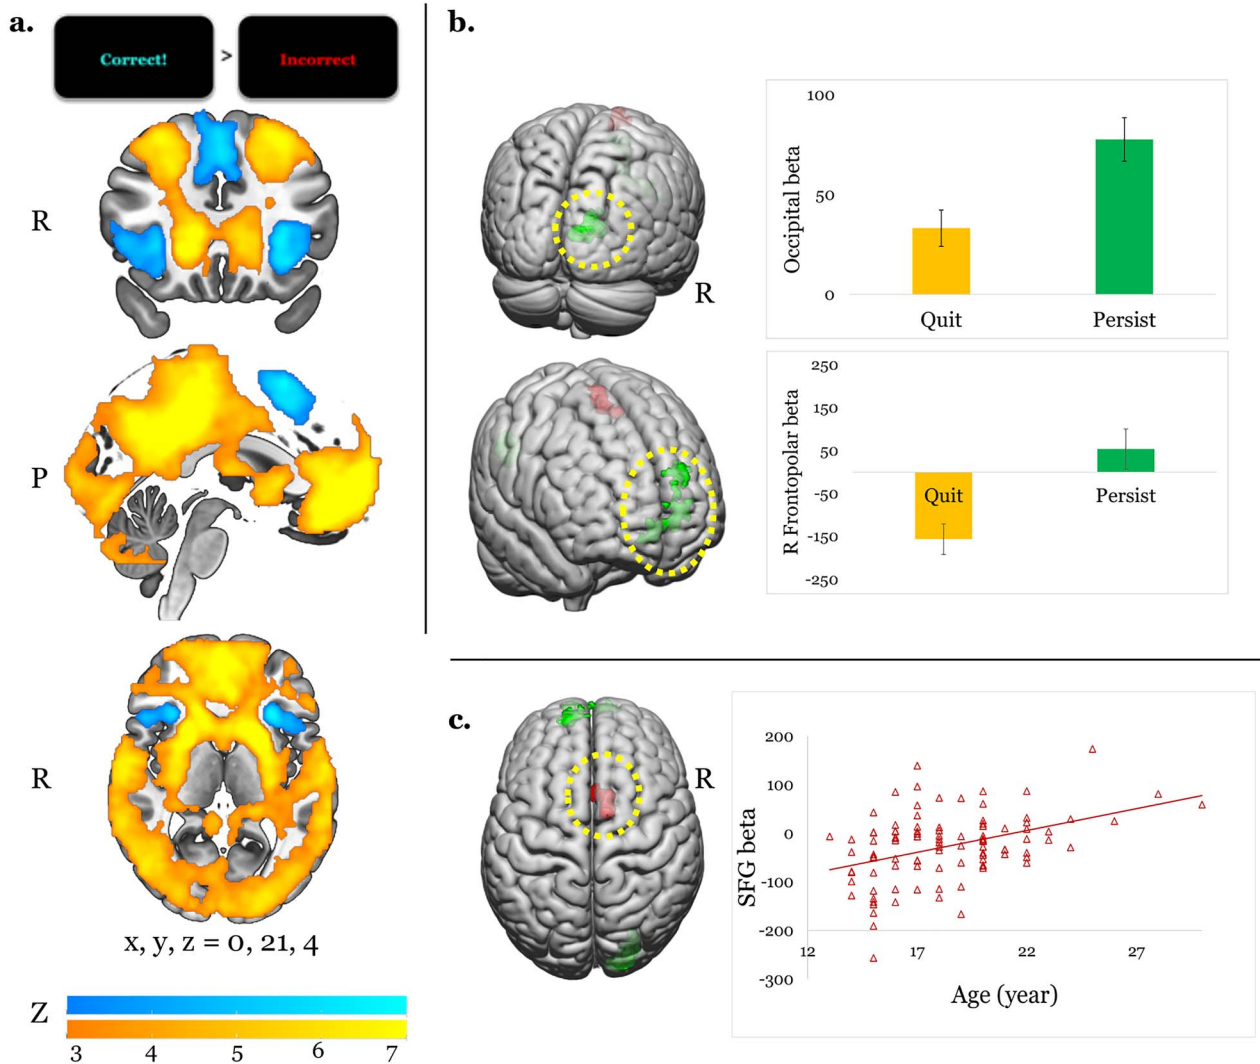 a.
Correct!
>
Incorrect
R
P
R
x, y, z = 0, 21, 4
Z
3 4 5 6 7
b.
R
Occipital beta
100
50
0
Quit Persist
R Frontopolar beta
250
150
50
-50
-150
-250
Quit Persist
c.
R
SFG beta
200
100
0
-100
-200
-300
12 17 22 27
Age (year)